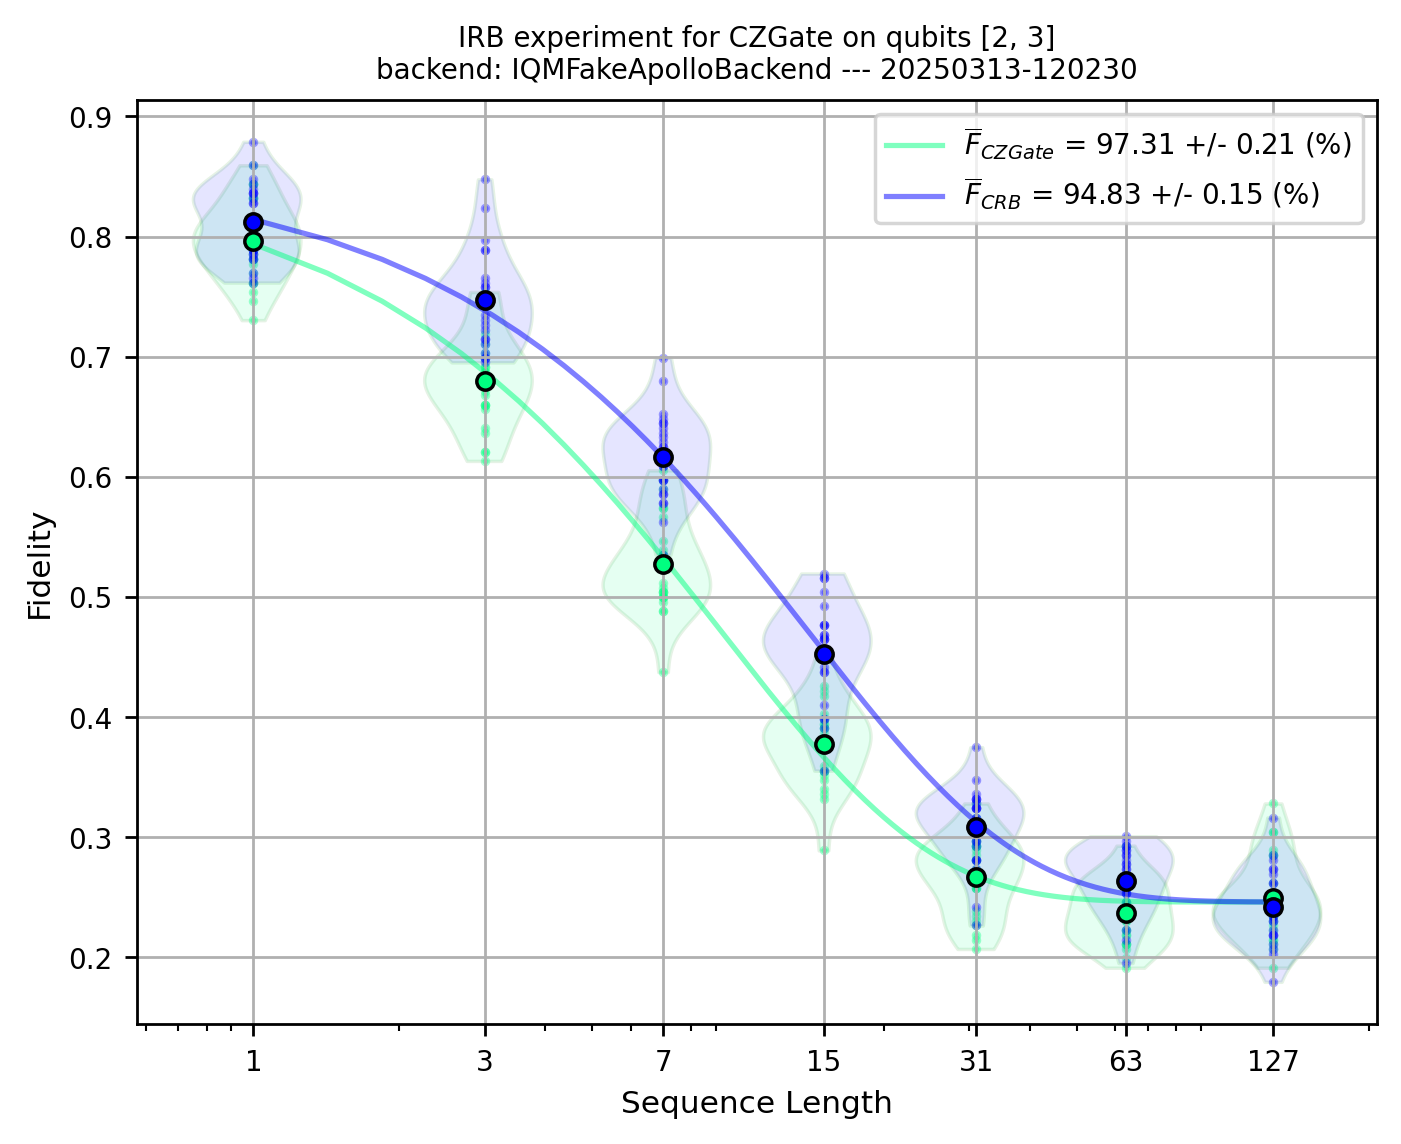 IRB experiment for CZGate on qubits [2, 3]
backend: IQMFakeApolloBackend --- 20250313-120230
F̅_CZGate = 97.31 +/- 0.21 (%)
F̅_CRB = 94.83 +/- 0.15 (%)
Fidelity
0.9
0.8
0.7
0.6
0.5
0.4
0.3
0.2
1 3 7 15 31 63 127
Sequence Length